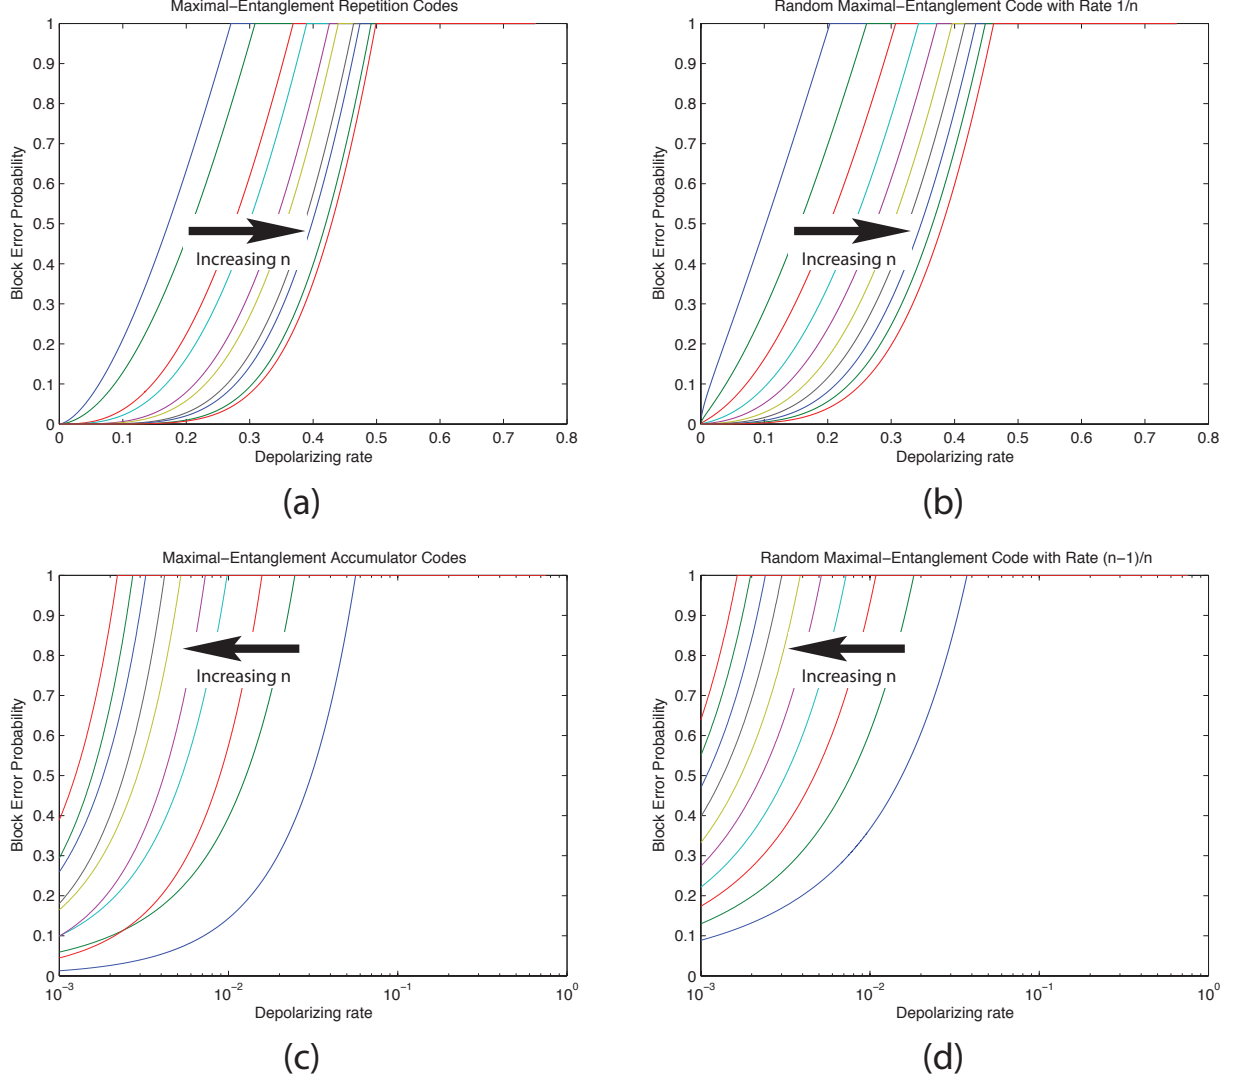 Maximal−Entanglement Repetition Codes
1
0.9
0.8
0.7
0.6
0.5
0.4
0.3
0.2
0.1
0
Block Error Probability
Increasing n
0 0.1 0.2 0.3 0.4 0.5 0.6 0.7 0.8
Depolarizing rate
(a)
Random Maximal−Entanglement Code with Rate 1/n
1
0.9
0.8
0.7
0.6
0.5
0.4
0.3
0.2
0.1
0
Block Error Probability
Increasing n
0 0.1 0.2 0.3 0.4 0.5 0.6 0.7 0.8
Depolarizing rate
(b)
Maximal−Entanglement Accumulator Codes
1
0.9
0.8
0.7
0.6
0.5
0.4
0.3
0.2
0.1
0
Block Error Probability
Increasing n
10⁻³ 10⁻² 10⁻¹ 10⁰
Depolarizing rate
(c)
Random Maximal−Entanglement Code with Rate (n−1)/n
1
0.9
0.8
0.7
0.6
0.5
0.4
0.3
0.2
0.1
0
Block Error Probability
Increasing n
10⁻³ 10⁻² 10⁻¹ 10⁰
Depolarizing rate
(d)